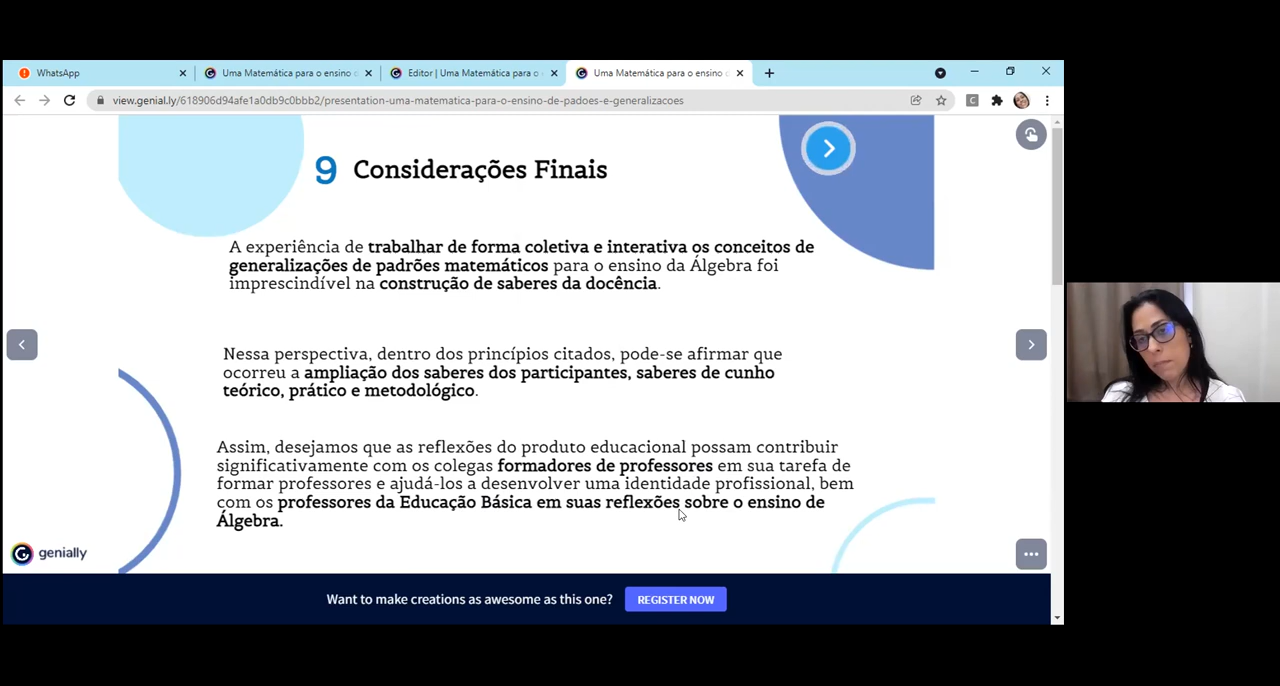 WhatsApp
Uma Matemática para o ensino d
Editor | Uma Matemática para o
Uma Matemática para o ensino d
view.genial.ly/618906d94afe1a0db9c0bbb2/presentation-uma-matematica-para-o-ensino-de-padoes-e-generalizacoes
9 Considerações Finais
A experiência de trabalhar de forma coletiva e interativa os conceitos de
generalizações de padrões matemáticos para o ensino da Álgebra foi
imprescindível na construção de saberes da docência.
Nessa perspectiva, dentro dos princípios citados, pode-se afirmar que
ocorreu a ampliação dos saberes dos participantes, saberes de cunho
teórico, prático e metodológico.
Assim, desejamos que as reflexões do produto educacional possam contribuir
significativamente com os colegas formadores de professores em sua tarefa de
formar professores e ajudá-los a desenvolver uma identidade profissional, bem
com os professores da Educação Básica em suas reflexões sobre o ensino de
Álgebra.
genially
Want to make creations as awesome as this one? REGISTER NOW